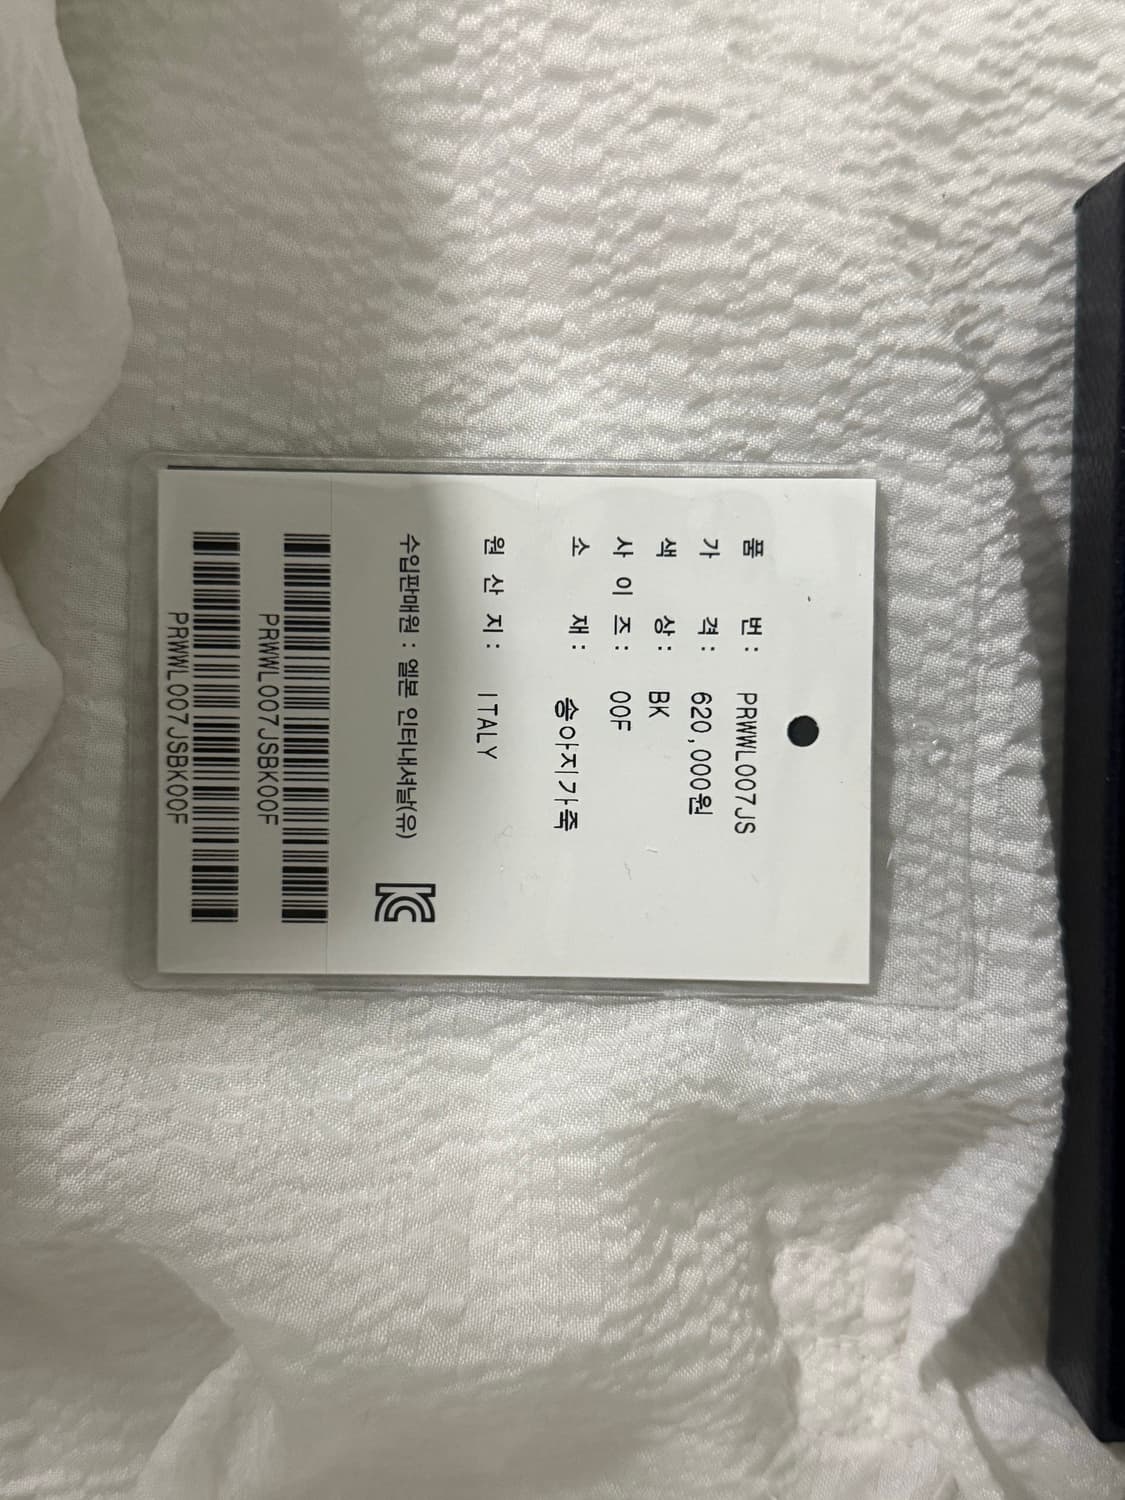 품 번: PRWWL007JS
가 격: 620,000원
색 상: BK
사 이 즈: 00F
소 재: 송아지가죽
원 산 지: ITALY
수입판매원: 엘본 인터내셔날(유)
PRWWL007JSBK00F
PRWWL007JSBK00F